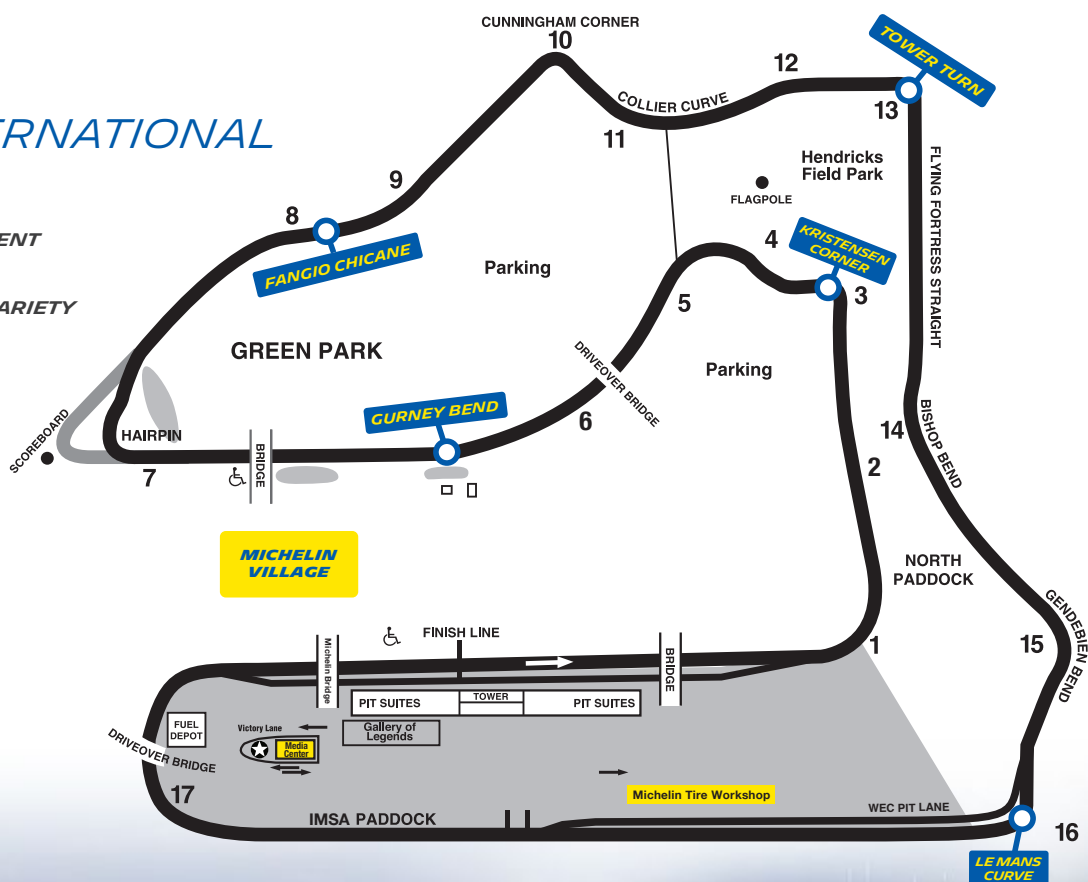 CUNNINGHAM CORNER
10
TOWER TURN
12
COLLIER CURVE
13
11
ERNATIONAL
Hendricks
Field Park
FLAGPOLE
9
8
FANGIO CHICANE
ENT
ARIETY
Parking
4
KRISTENSEN
CORNER
3
5
FLYING FORTRESS STRAIGHT
GREEN PARK
DRIVEOVER BRIDGE
Parking
GURNEY BEND
6
SCOREBOARD
HAIRPIN
7
BRIDGE
14
BISHOP BEND
2
MICHELIN
VILLAGE
NORTH
PADDOCK
GENDEBIEN BEND
15
1
FINISH LINE
Michelin Bridge
BRIDGE
PIT SUITES
TOWER
PIT SUITES
Gallery of
Legends
FUEL
DEPOT
Victory Lane
Media
Center
DRIVEOVER BRIDGE
17
Michelin Tire Workshop
WEC PIT LANE
IMSA PADDOCK
16
LE MANS
CURVE